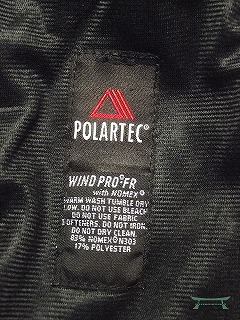 POLARTEC®
WIND PRO® FR
with NOMEX®
WARM WASH TUMBLE DRY
LOW. DO NOT USE BLEACH
DO NOT USE FABRIC
SOFTENERS. DO NOT IRON.
DO NOT DRY CLEAN.
83% NOMEX® N303
17% POLYESTER